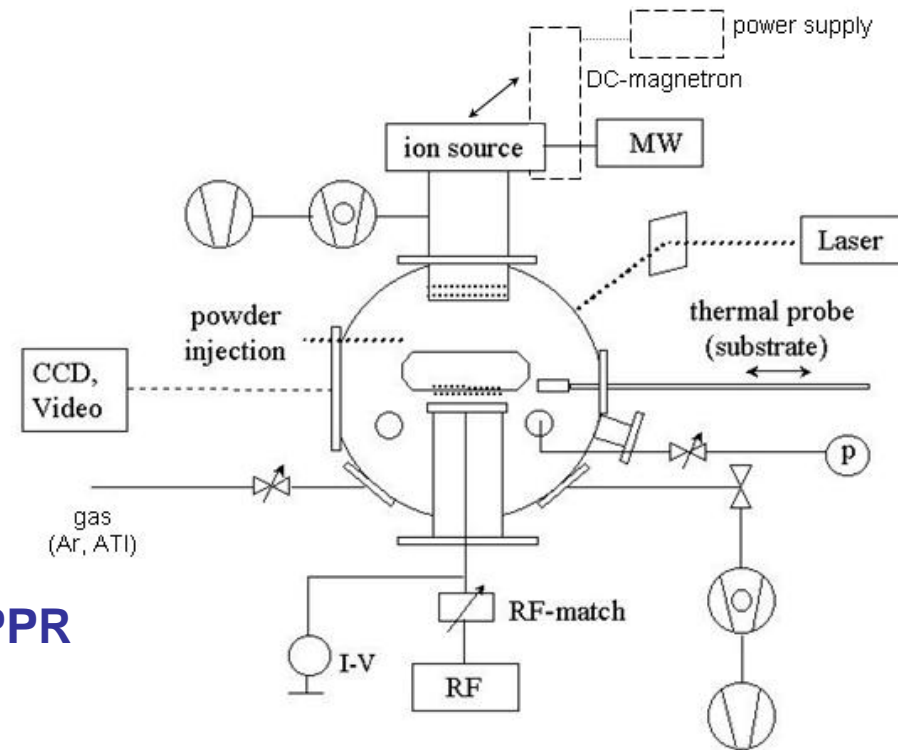 power supply
DC-magnetron
ion source
MW
Laser
powder
injection
thermal probe
(substrate)
CCD,
Video
p
gas
(Ar, ATI)
RF-match
PPR
I-V
RF